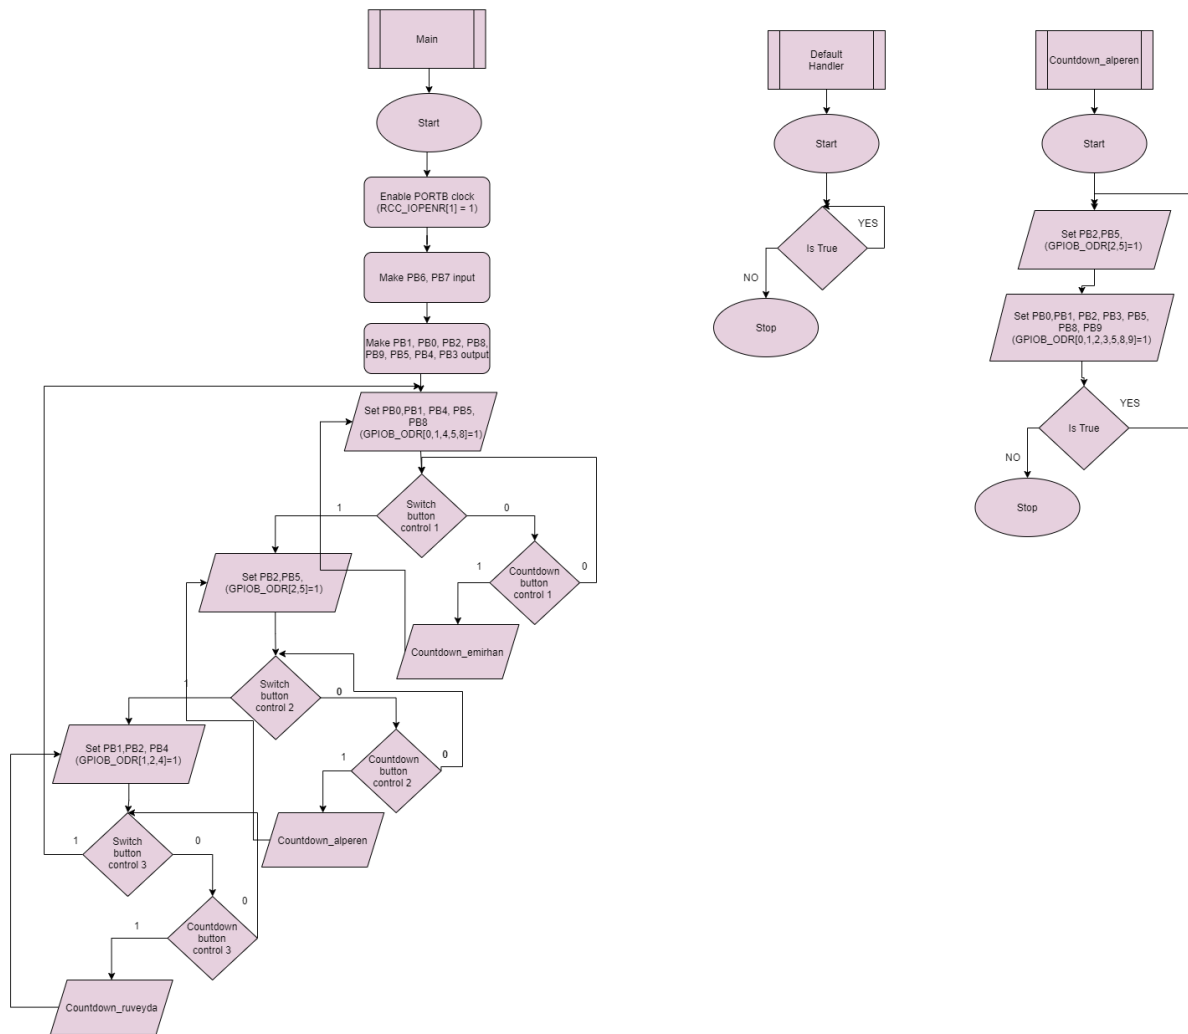 Main
Start
Enable PORTB clock
(RCC_IOPENR[1] = 1)
Make PB6, PB7 input
Make PB1, PB0, PB2, PB8,
PB9, PB5, PB4, PB3 output
Set PB0,PB1, PB4, PB5,
PB8
(GPIOB_ODR[0,1,4,5,8]=1)
Switch
button
control 1
1
0
Countdown
button
control 1
1
0
Countdown_emirhan
Set PB2,PB5,
(GPIOB_ODR[2,5]=1)
Switch
button
control 2
1
0
Countdown
button
control 2
1
0
Countdown_alperen
Set PB1,PB2, PB4
(GPIOB_ODR[1,2,4]=1)
Switch
button
control 3
1
0
Countdown
button
control 3
1
0
Countdown_ruveyda
Default
Handler
Start
Is True
YES
NO
Stop
Countdown_alperen
Start
Set PB2,PB5,
(GPIOB_ODR[2,5]=1)
Set PB0,PB1, PB2, PB3, PB5,
PB8, PB9
(GPIOB_ODR[0,1,2,3,5,8,9]=1)
Is True
YES
NO
Stop